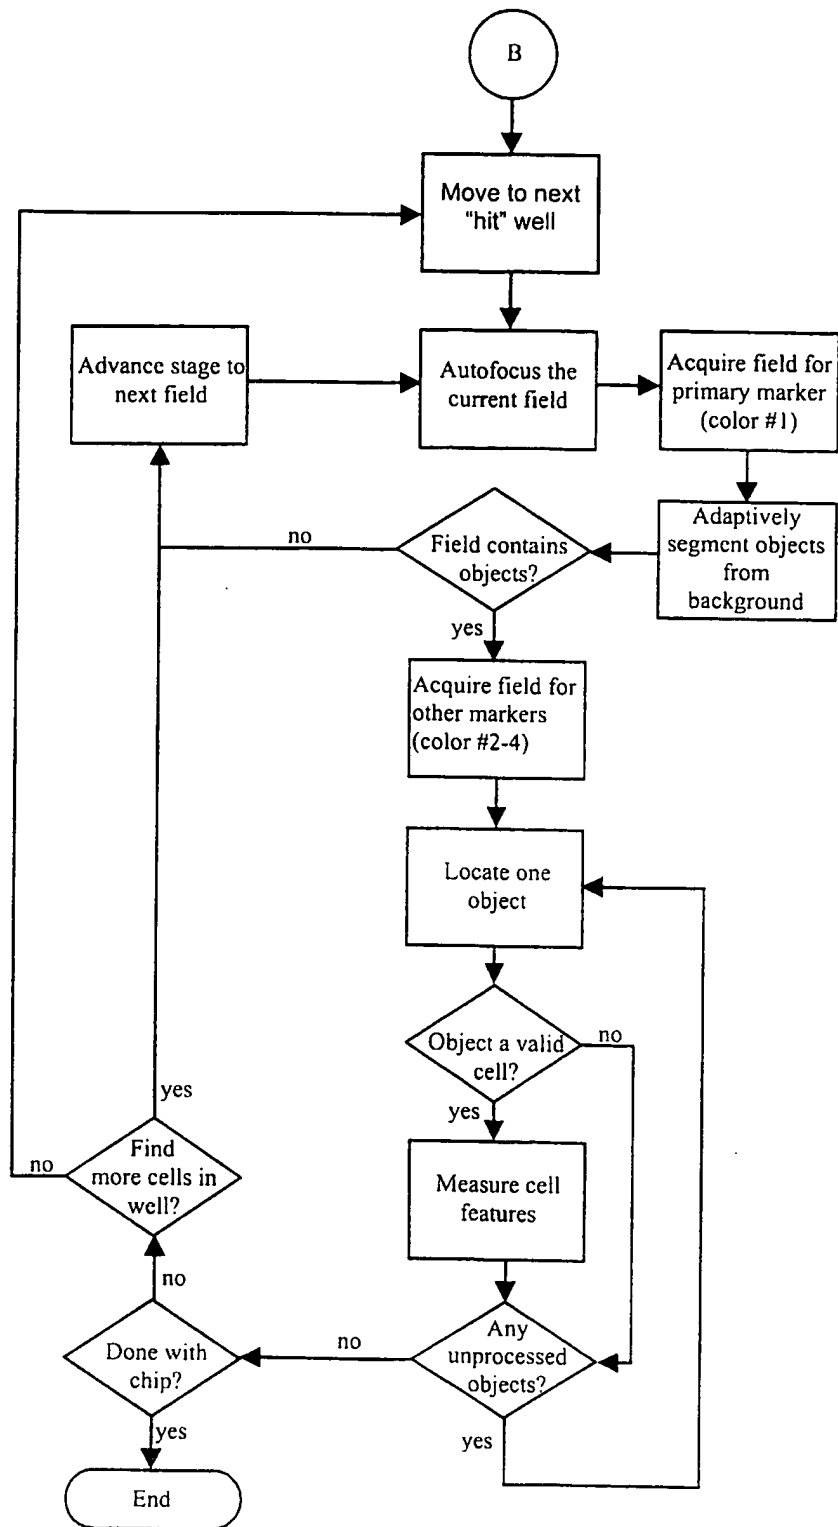 B
Move to next
"hit" well
Advance stage to
next field
Autofocus the
current field
Acquire field for
primary marker
(color #1)
Adaptively
segment objects
from
background
Field contains
objects?
no
yes
Acquire field for
other markers
(color #2-4)
Locate one
object
Object a valid
cell?
no
yes
Measure cell
features
Any
unprocessed
objects?
no
yes
Done with
chip?
no
yes
Find
more cells in
well?
yes
no
End